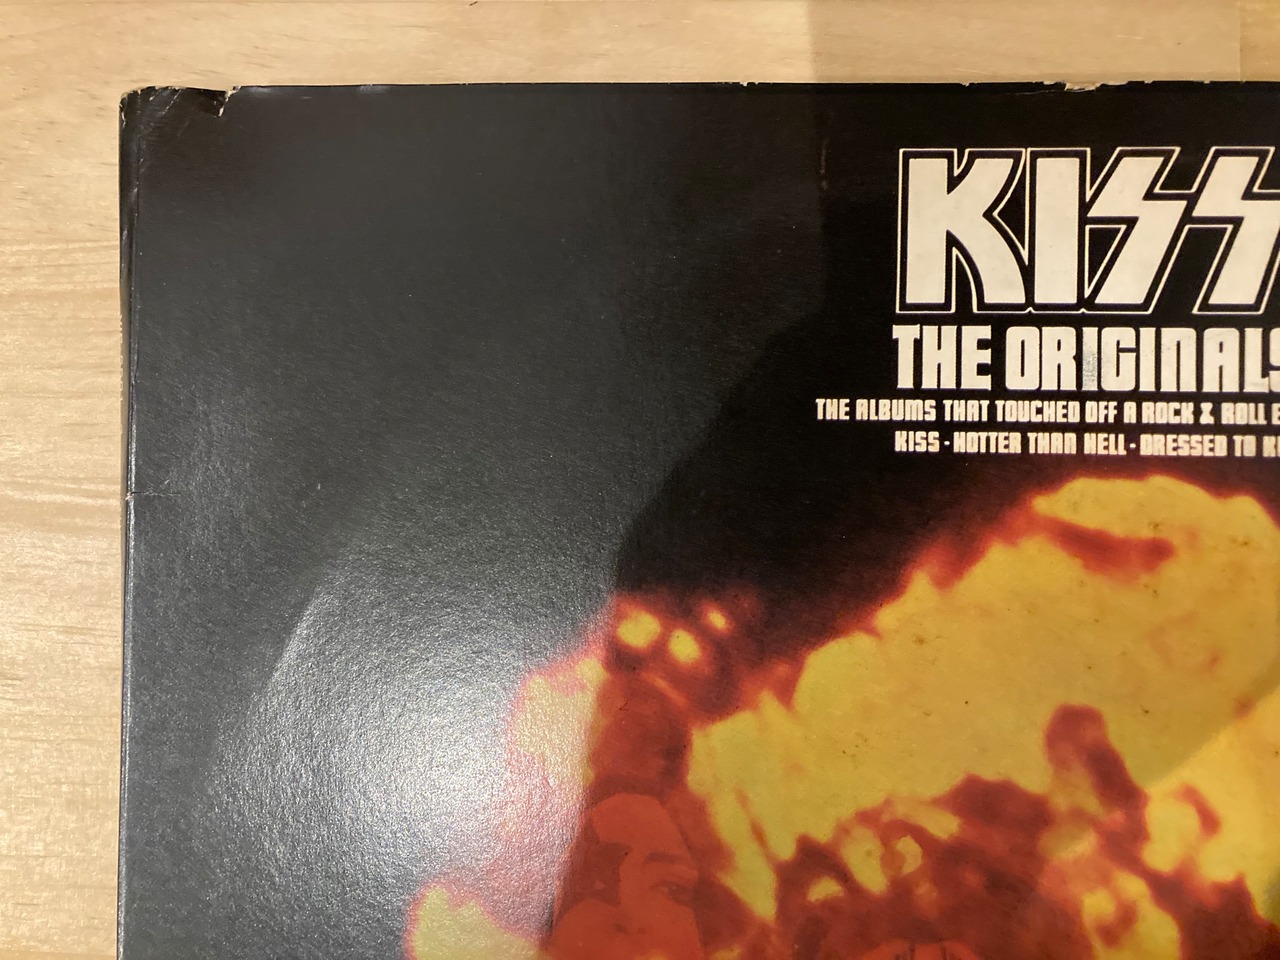 KISS
THE ORIGINALS
THE ALBUMS THAT TOUCHED OFF A ROCK & ROLL E
KISS · HOTTER THAN HELL · DRESSED TO K